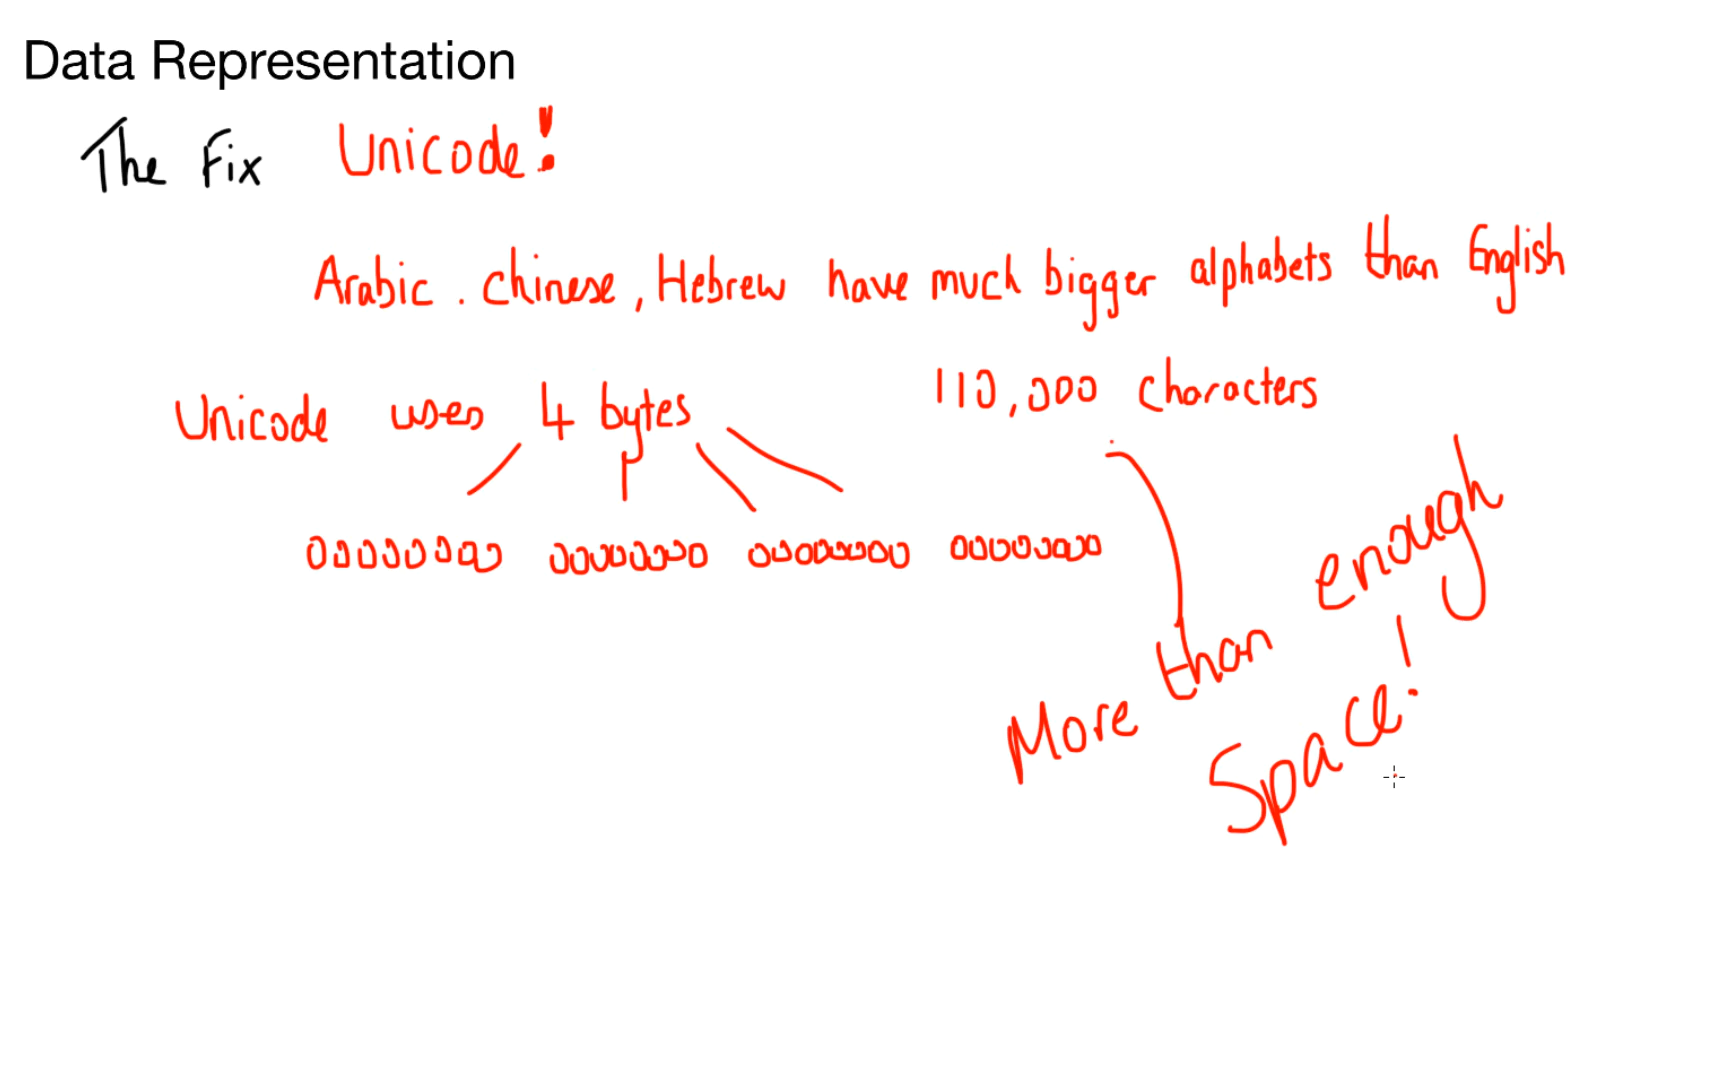 Data Representation
The Fix Unicode!
Arabic. Chinese, Hebrew have much bigger alphabets than English
Unicode uses 4 bytes
110,000 characters
00000000 00000000 00000000 00000000
More than enough
Space!